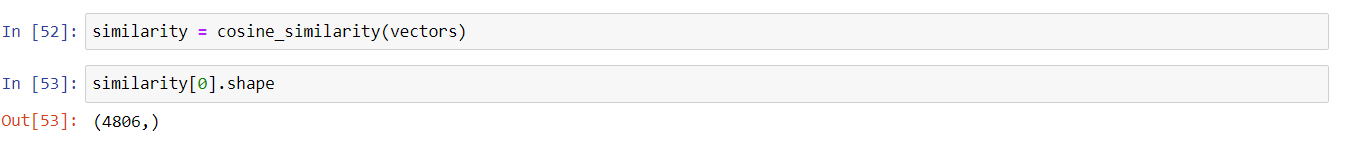 In [52]: similarity = cosine_similarity(vectors)
In [53]: similarity[0].shape
Out[53]: (4806,)